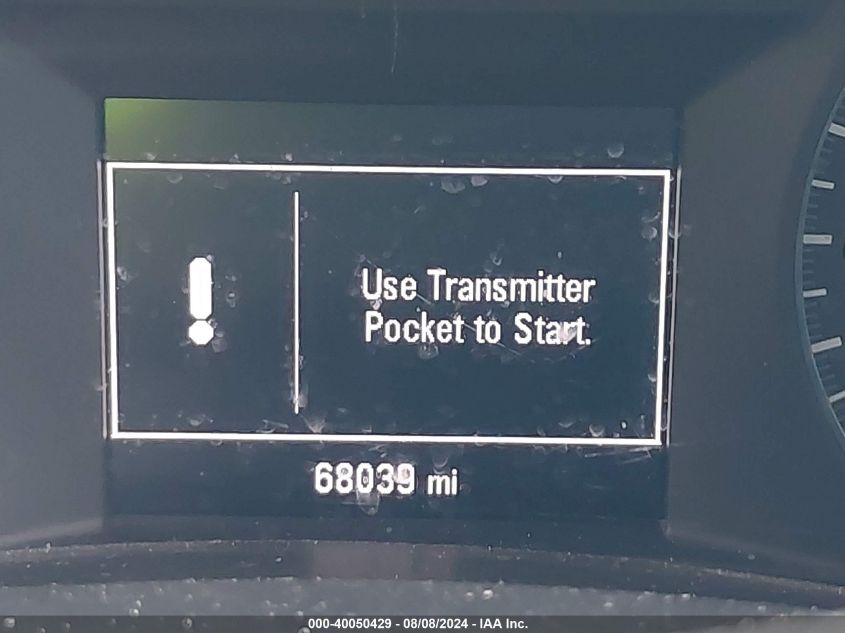 !
Use Transmitter
Pocket to Start.
68039 mi
000-40050429 - 08/08/2024 - IAA Inc.